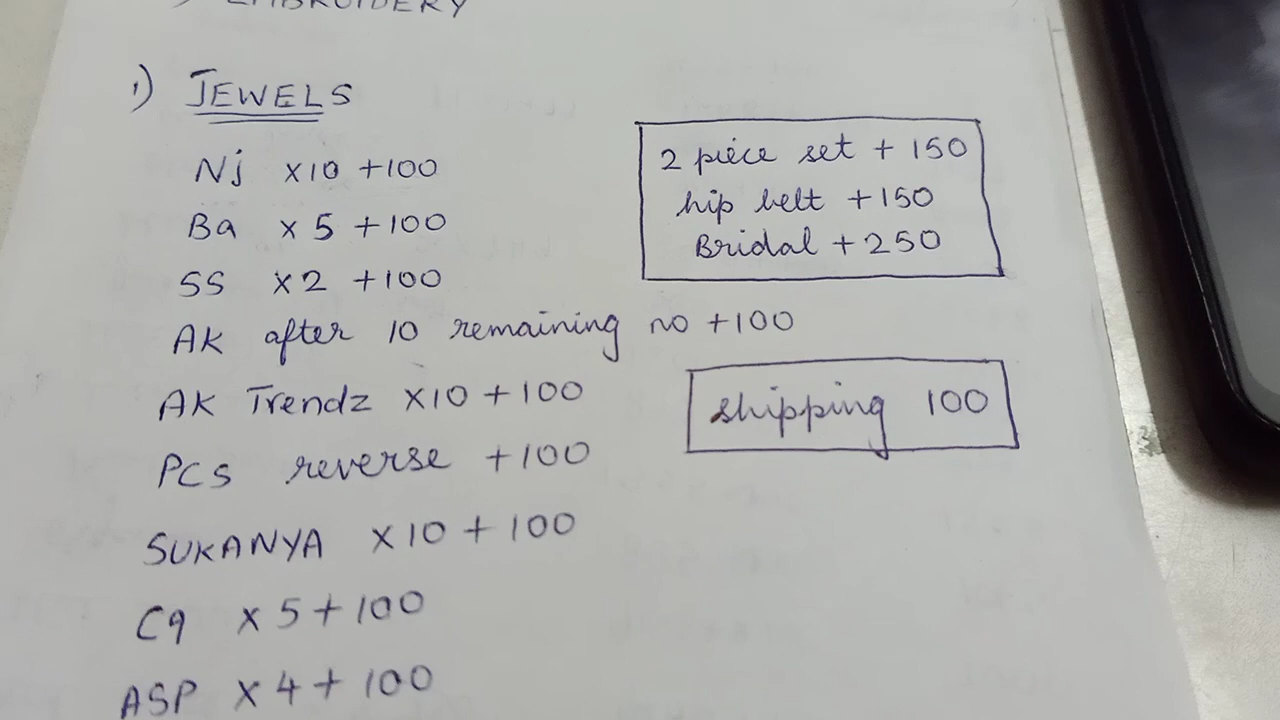 EMBROIDERY
1) JEWELS
Nj x10 +100
Ba x 5 +100
SS x2 +100
AK after 10 remaining no +100
AK Trendz x10 +100
PCS reverse +100
SUKANYA x10 + 100
C9 x 5 + 100
ASP x 4 + 100
2 piece set + 150
hip belt +150
Bridal + 250
shipping 100